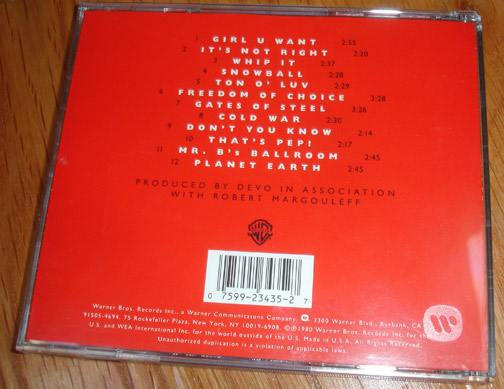 1 GIRL U WANT 2:55
2 IT'S NOT RIGHT 2:20
3 WHIP IT 2:37
4 SNOWBALL 2:28
5 TON O' LUV 2:29
6 FREEDOM OF CHOICE 3:28
7 GATES OF STEEL 3:26
8 COLD WAR 2:30
9 DON'T YOU KNOW 2:14
10 THAT'S PEP! 2:17
11 MR. B's BALLROOM 2:45
12 PLANET EARTH 2:45
PRODUCED BY DEVO IN ASSOCIATION
WITH ROBERT MARGOULEFF
0 7599-23435-2 7
Warner Bros. Records Inc., a Warner Communications Company. 3300 Warner Blvd., Burbank, CA
91505-4694. 75 Rockefeller Plaza, New York, NY 10019-6908. ©℗1980 Warner Bros. Records Inc. for the
U.S. and WEA International Inc. for the world outside of the U.S. Made in U.S.A. All Rights Reserved.
Unauthorized duplication is a violation of applicable laws.